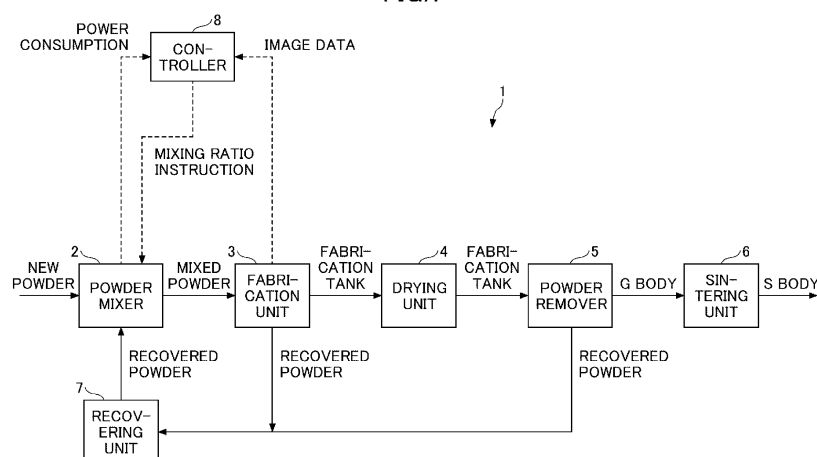 POWER
CONSUMPTION
8
CON-
TROLLER
IMAGE DATA
1
MIXING RATIO
INSTRUCTION
NEW
POWDER
2
POWDER
MIXER
MIXED
POWDER
3
FABRI-
CATION
UNIT
FABRI-
CATION
TANK
4
DRYING
UNIT
FABRI-
CATION
TANK
5
POWDER
REMOVER
G BODY
6
SIN-
TERING
UNIT
S BODY
RECOVERED
POWDER
RECOVERED
POWDER
RECOVERED
POWDER
7
RECOV-
ERING
UNIT